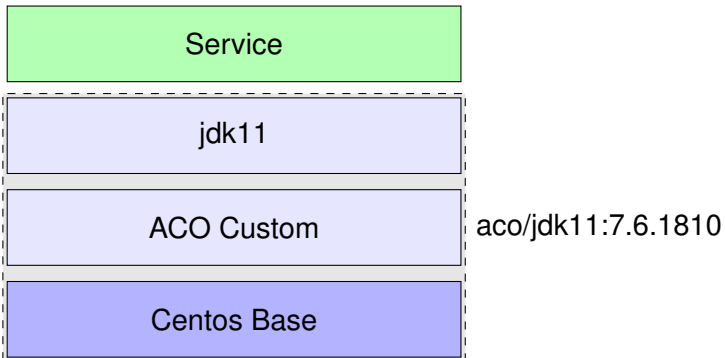 Service
jdk11
ACO Custom
aco/jdk11:7.6.1810
Centos Base